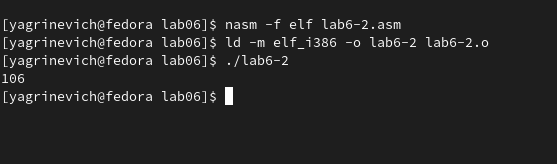 [yagrinevich@fedora lab06]$ nasm -f elf lab6-2.asm
[yagrinevich@fedora lab06]$ ld -m elf_i386 -o lab6-2 lab6-2.o
[yagrinevich@fedora lab06]$ ./lab6-2
106
[yagrinevich@fedora lab06]$